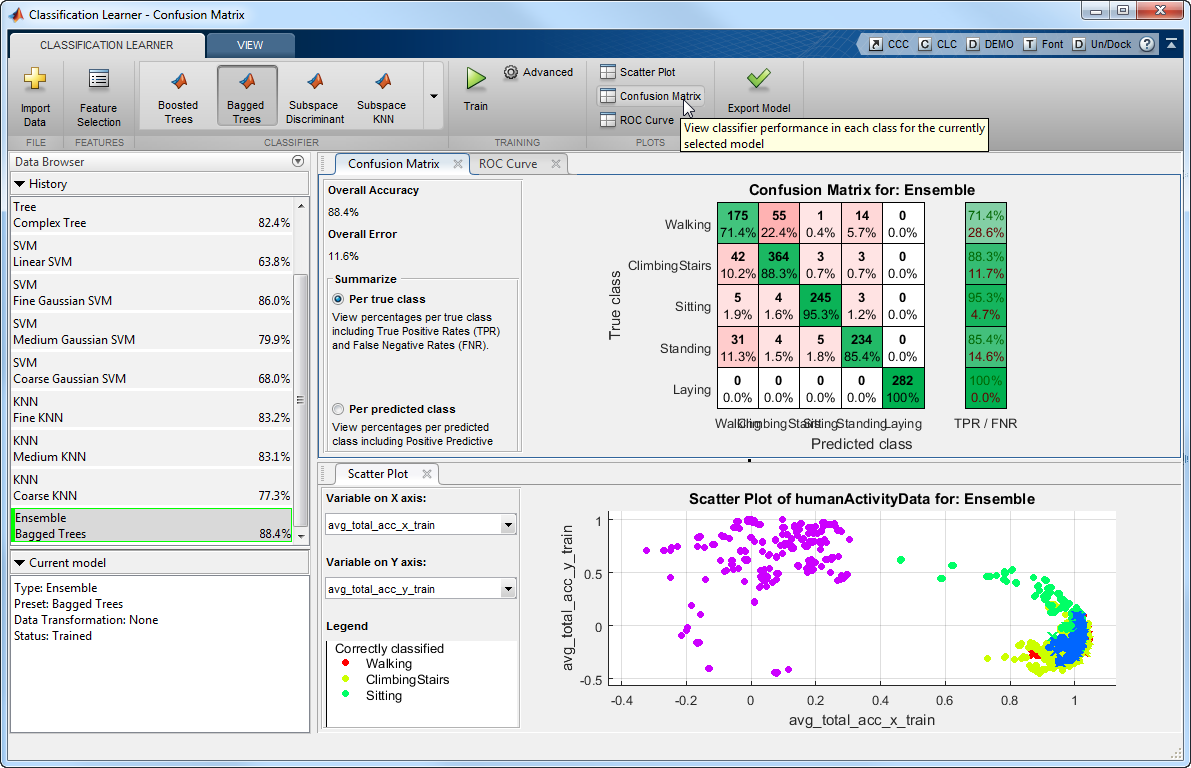 Classification Learner - Confusion Matrix
CLASSIFICATION LEARNER
VIEW
CCC
C CLC
D DEMO
T Font
D Un/Dock
?
Import
Data
Feature
Selection
Boosted
Trees
Bagged
Trees
Subspace
Discriminant
Subspace
KNN
Train
Advanced
Scatter Plot
Confusion Matrix
ROC Curve
Export Model
FILE
FEATURES
CLASSIFIER
TRAINING
PLOTS
View classifier performance in each class for the currently
selected model
Data Browser
History
Tree
Complex Tree 82.4%
SVM
Linear SVM 63.8%
SVM
Fine Gaussian SVM 86.0%
SVM
Medium Gaussian SVM 79.9%
SVM
Coarse Gaussian SVM 68.0%
KNN
Fine KNN 83.2%
KNN
Medium KNN 83.1%
KNN
Coarse KNN 77.3%
Ensemble
Bagged Trees 88.4%
Current model
Type: Ensemble
Preset: Bagged Trees
Data Transformation: None
Status: Trained
Confusion Matrix
ROC Curve
Overall Accuracy
88.4%
Overall Error
11.6%
Summarize
Per true class
View percentages per true class
including True Positive Rates (TPR)
and False Negative Rates (FNR).
Per predicted class
View percentages per predicted
class including Positive Predictive
Confusion Matrix for: Ensemble
True class
Walking
175 55 1 14 0 71.4%
71.4% 22.4% 0.4% 5.7% 0.0% 28.6%
ClimbingStairs
42 364 3 3 0 88.3%
10.2% 88.3% 0.7% 0.7% 0.0% 11.7%
Sitting
5 4 245 3 0 95.3%
1.9% 1.6% 95.3% 1.2% 0.0% 4.7%
Standing
31 4 5 234 0 85.4%
11.3% 1.5% 1.8% 85.4% 0.0% 14.6%
Laying
0 0 0 0 282 100%
0.0% 0.0% 0.0% 0.0% 100% 0.0%
Walking ClimbingStairs Sitting Standing Laying TPR / FNR
Predicted class
Scatter Plot
Variable on X axis:
avg_total_acc_x_train
Variable on Y axis:
avg_total_acc_y_train
Legend
Correctly classified
Walking
ClimbingStairs
Sitting
Scatter Plot of humanActivityData for: Ensemble
avg_total_acc_y_train
1
0.5
0
-0.5
-0.4 -0.2 0 0.2 0.4 0.6 0.8 1
avg_total_acc_x_train